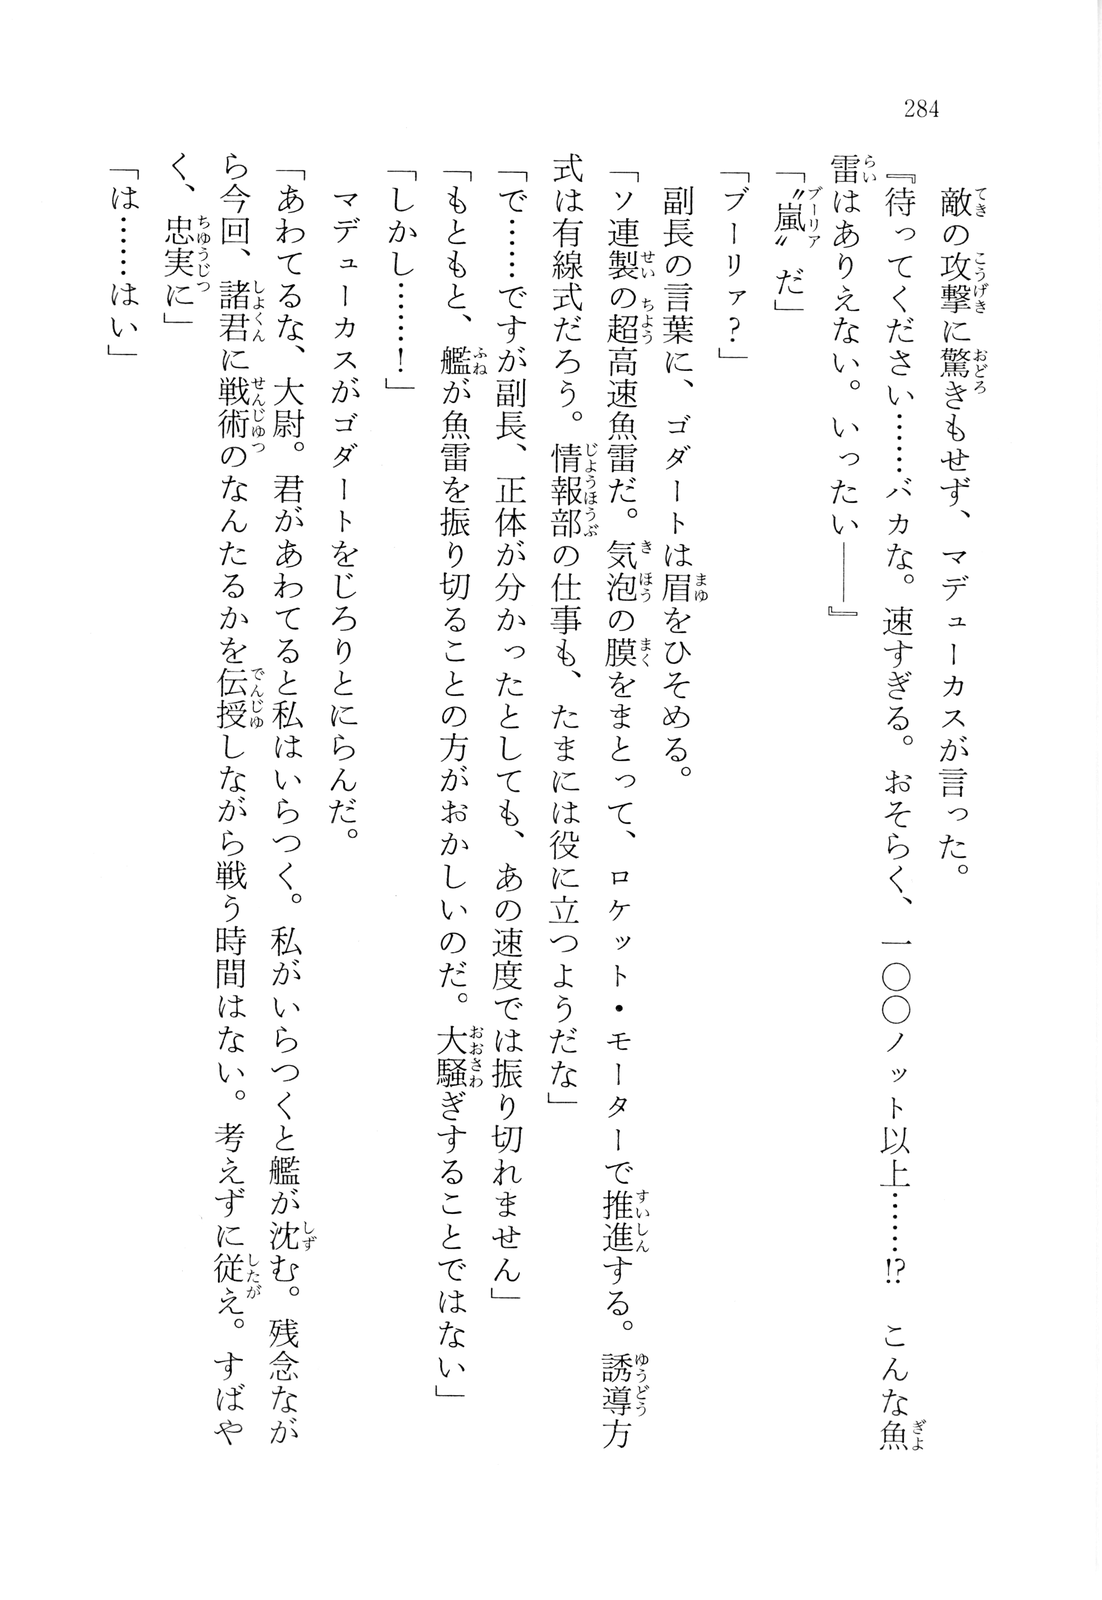 284
敵の攻撃に驚きもせず、マデューカスが言った。
『待ってください……バカな。速すぎる。おそらく、一〇〇ノット以上……!?　こんな魚
雷はありえない。いったい――』
「〝嵐〟だ」
「ブーリァ？」
副長の言葉に、ゴダートは眉をひそめる。
「ソ連製の超高速魚雷だ。気泡の膜をまとって、ロケット・モーターで推進する。誘導方
式は有線式だろう。情報部の仕事も、たまには役に立つようだな」
「で……ですが副長、正体が分かったとしても、あの速度では振り切れません」
「もともと、艦が魚雷を振り切ることの方がおかしいのだ。大騒ぎすることではない」
「しかし……！」
マデューカスがゴダートをじろりとにらんだ。
「あわてるな、大尉。君があわてると私はいらつく。私がいらつくと艦が沈む。残念なが
ら今回、諸君に戦術のなんたるかを伝授しながら戦う時間はない。考えずに従え。すばや
く、忠実に」
「は……はい」